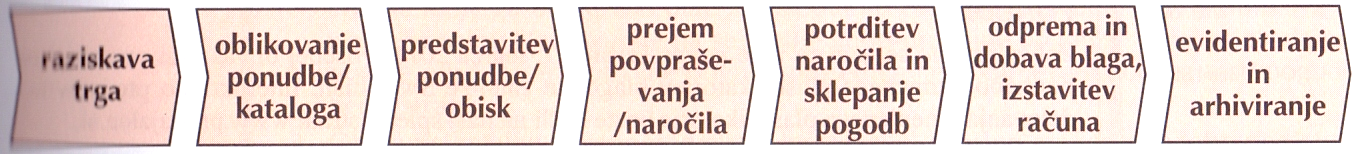 raziskava
trga
oblikovanje
ponudbe/
kataloga
predstavitev
ponudbe/
obisk
prejem
povpraše-
vanja
/naročila
potrditev
naročila in
sklepanje
pogodb
odprema in
dobava blaga,
izstavitev
računa
evidentiranje
in
arhiviranje